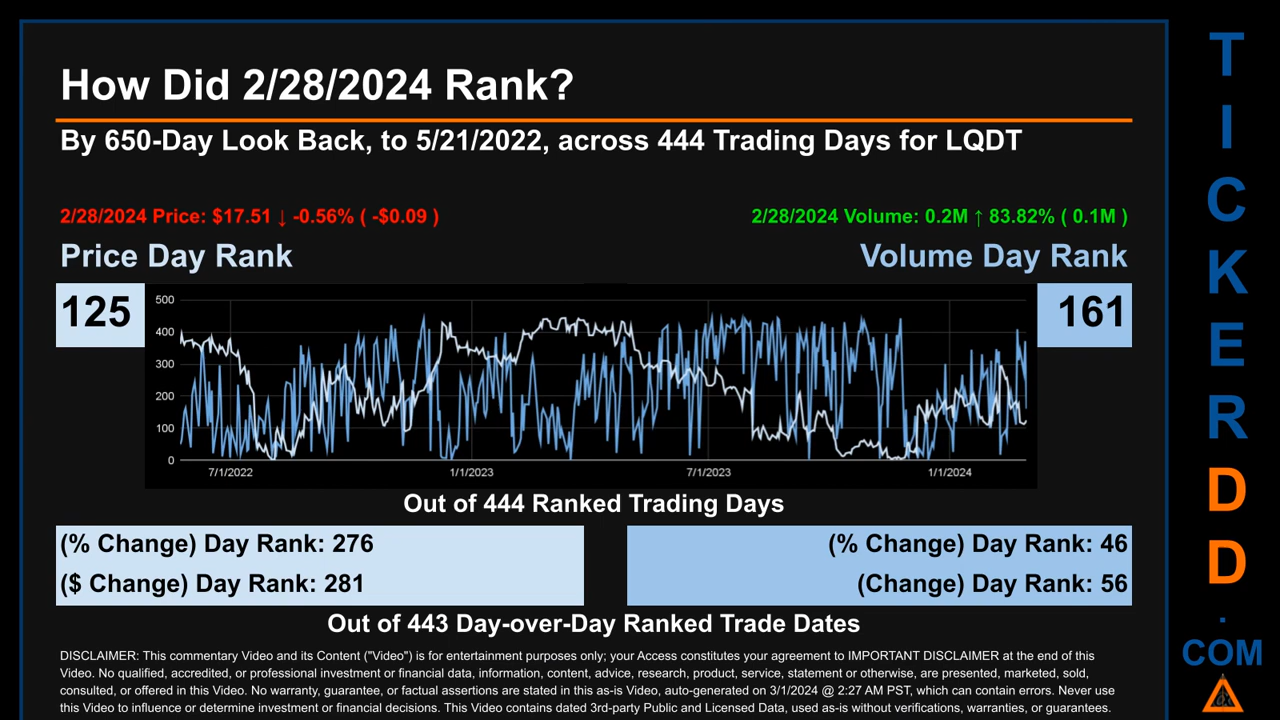 How Did 2/28/2024 Rank?
By 650-Day Look Back, to 5/21/2022, across 444 Trading Days for LQDT
2/28/2024 Price: $17.51 ↓ -0.56% ( -$0.09 )
2/28/2024 Volume: 0.2M ↑ 83.82% ( 0.1M )
Price Day Rank
Volume Day Rank
125
161
500
400
300
200
100
0
7/1/2022
1/1/2023
7/1/2023
1/1/2024
Out of 444 Ranked Trading Days
(% Change) Day Rank: 276
($ Change) Day Rank: 281
(% Change) Day Rank: 46
(Change) Day Rank: 56
Out of 443 Day-over-Day Ranked Trade Dates
DISCLAIMER: This commentary Video and its Content ("Video") is for entertainment purposes only; your Access constitutes your agreement to IMPORTANT DISCLAIMER at the end of this
Video. No qualified, accredited, or professional investment or financial data, information, content, advice, research, product, service, statement or otherwise, are presented, marketed, sold,
consulted, or offered in this Video. No warranty, guarantee, or factual assertions are stated in this as-is Video, auto-generated on 3/1/2024 @ 2:27 AM PST, which can contain errors. Never use
this Video to influence or determine investment or financial decisions. This Video contains dated 3rd-party Public and Licensed Data, used as-is without verifications, warranties, or guarantees.
T
I
C
K
E
R
D
D
.
COM